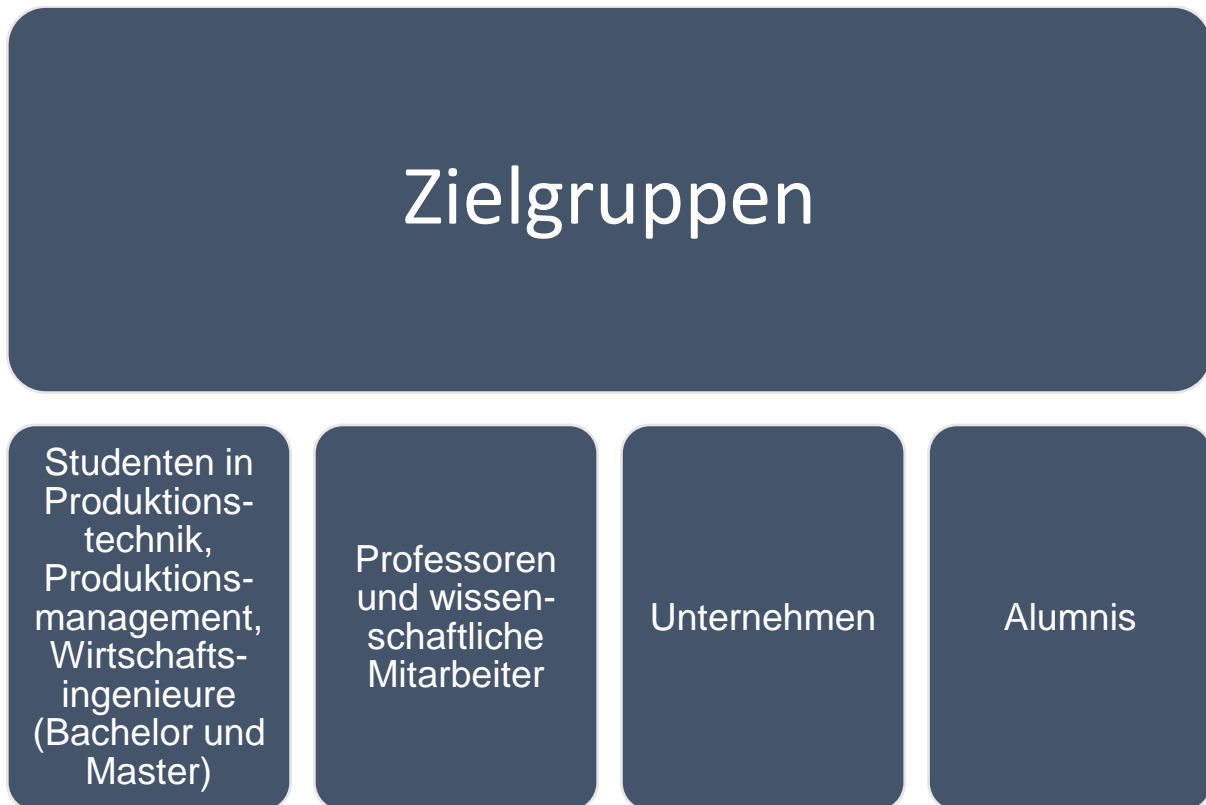 Zielgruppen
Studenten in
Produktions-
technik,
Produktions-
management,
Wirtschafts-
ingenieure
(Bachelor und
Master)
Professoren
und wissen-
schaftliche
Mitarbeiter
Unternehmen
Alumnis